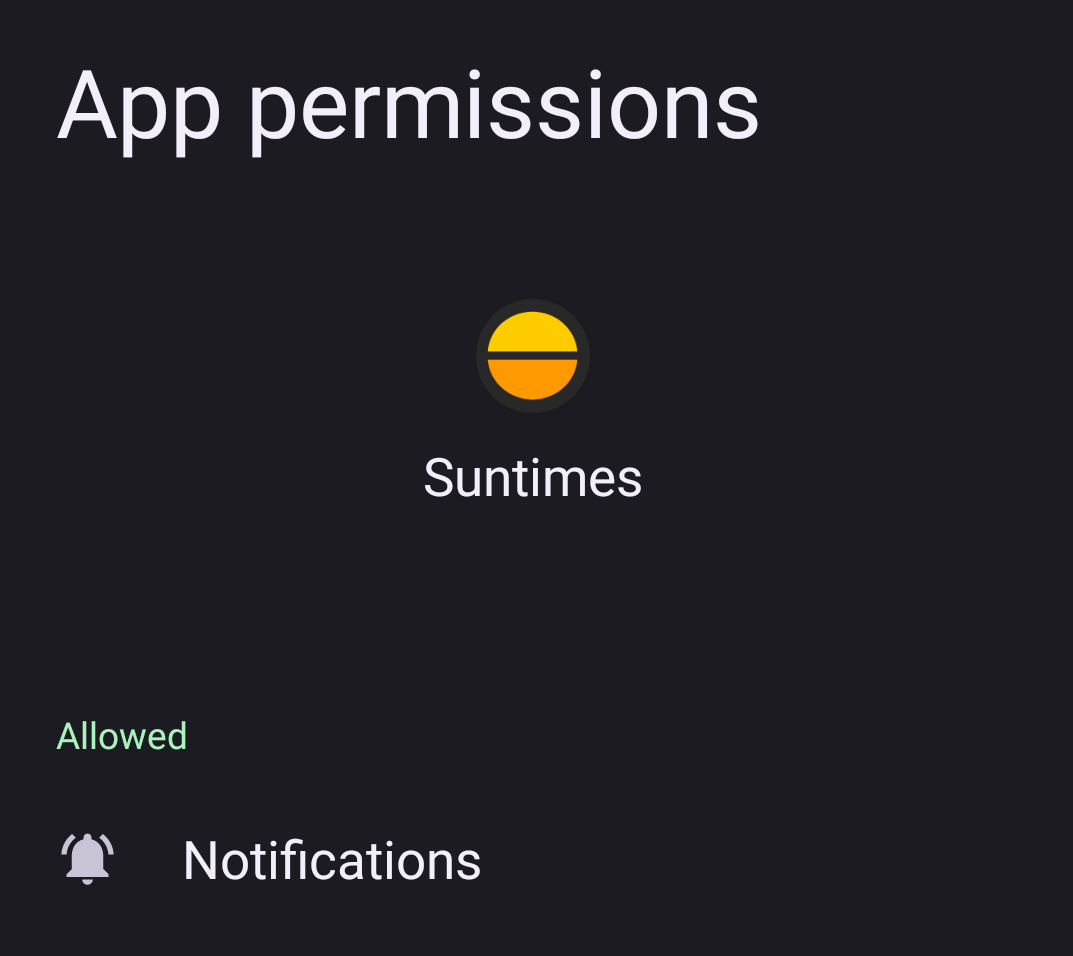 App permissions
Suntimes
Allowed
Notifications